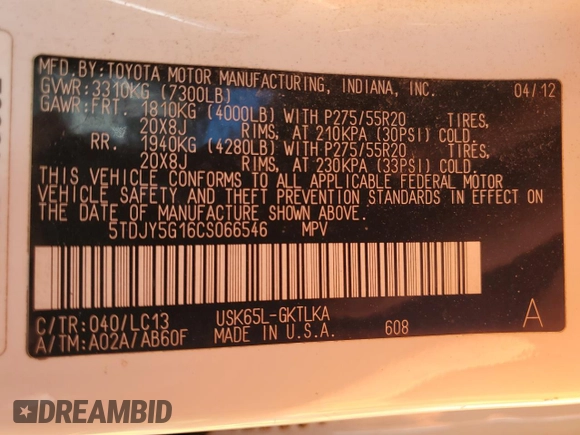 MFD.BY:TOYOTA MOTOR MANUFACTURING, INDIANA, INC.
GVWR:3310KG (7300LB) 04/12
GAWR:FRT. 1810KG (4000LB) WITH P275/55R20 TIRES,
20X8J RIMS, AT 210KPA (30PSI) COLD.
RR. 1940KG (4280LB) WITH P275/55R20 TIRES,
20X8J RIMS, AT 230KPA (33PSI) COLD.
THIS VEHICLE CONFORMS TO ALL APPLICABLE FEDERAL MOTOR
VEHICLE SAFETY AND THEFT PREVENTION STANDARDS IN EFFECT ON
THE DATE OF MANUFACTURE SHOWN ABOVE.
5TDJY5G16CS066546 MPV
C/TR:040/LC13 USK65L-GKTLKA
A/TM:A02A/AB60F MADE IN U.S.A. 608 A
DREAMBID